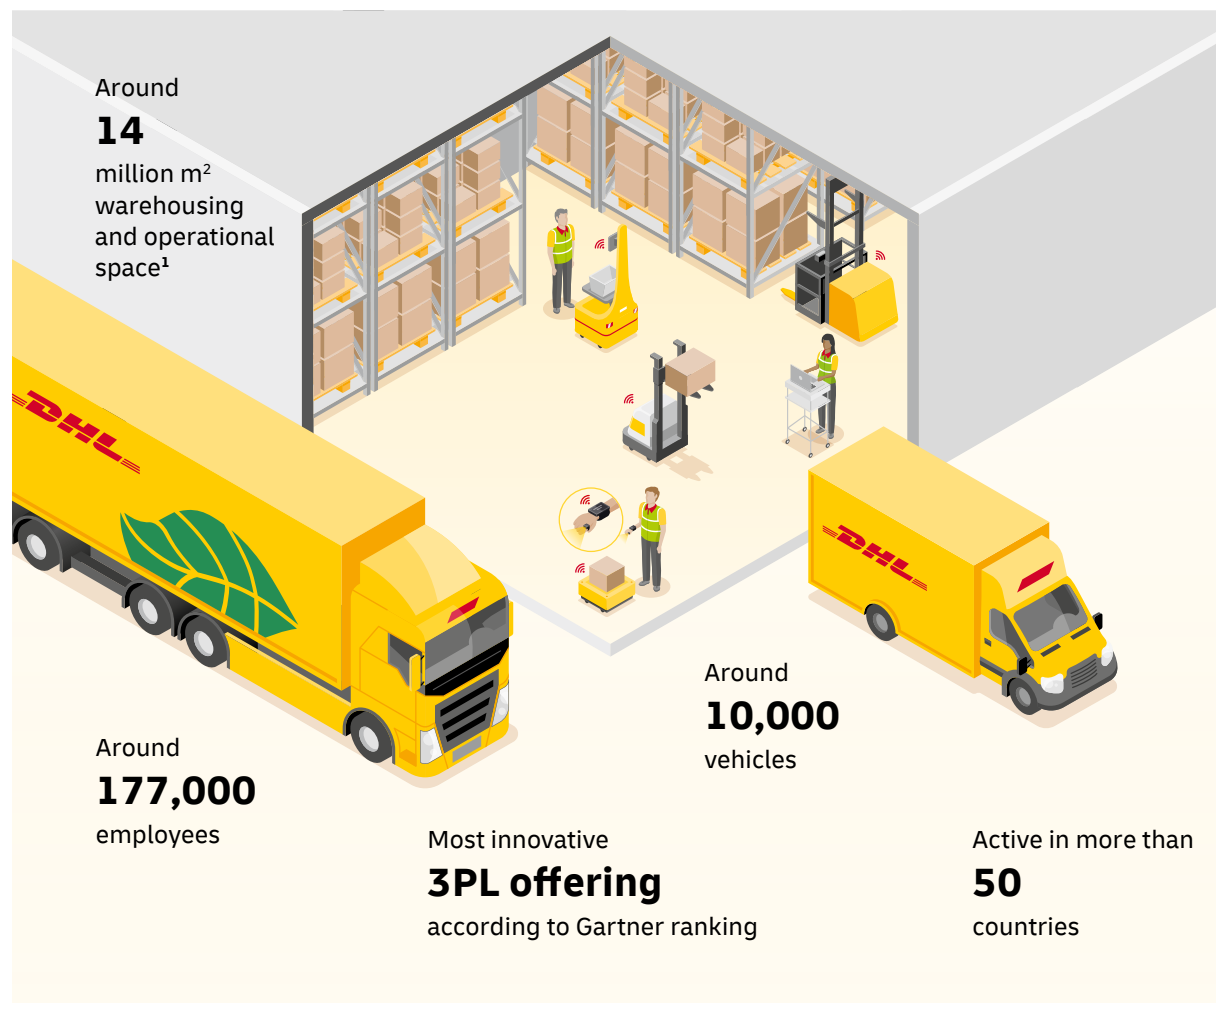 Around
14
million m²
warehousing
and operational
space¹
DHL
DHL
Around
10,000
vehicles
Around
177,000
employees
Most innovative
3PL offering
according to Gartner ranking
Active in more than
50
countries